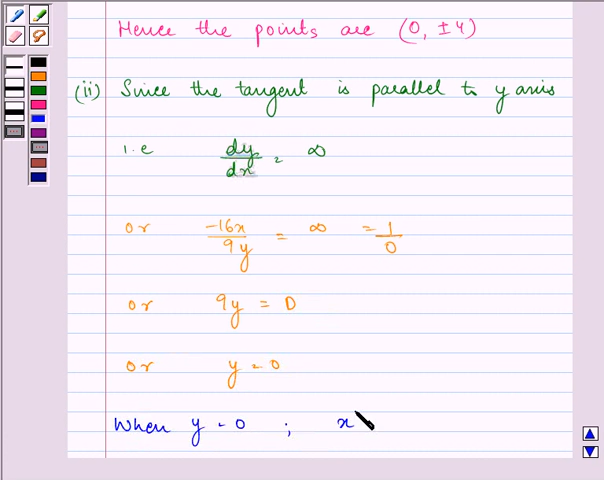 Hence the points are (0, ±4)
(ii) Since the tangent is parallel to y axis
i.e dy/dx = ∞
or -16x/9y = ∞ = 1/0
or 9y = 0
or y = 0
When y = 0 ; x